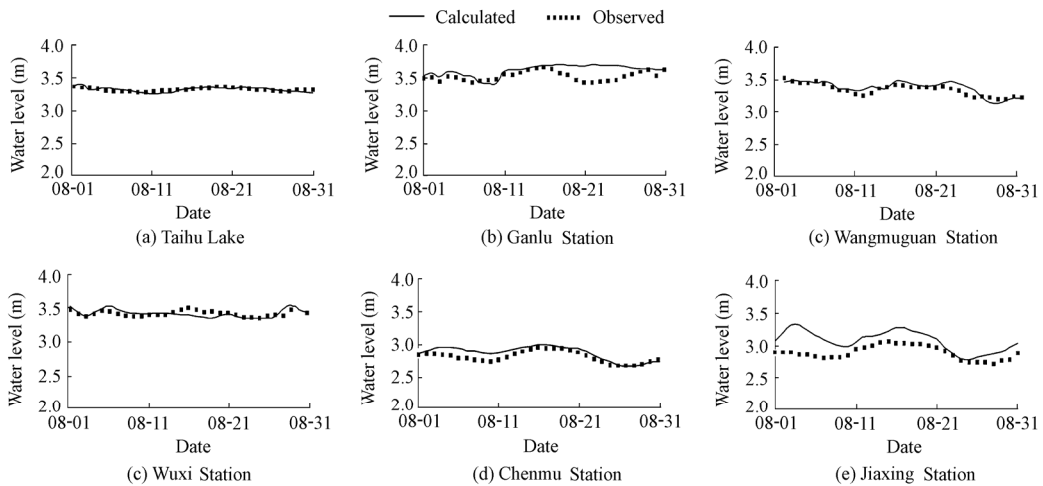 Calculated Observed
Water level (m)
4.0
3.5
3.0
2.5
2.0
08-01 08-11 08-21 08-31
Date
(a) Taihu Lake
Water level (m)
4.0
3.5
3.0
2.5
2.0
08-01 08-11 08-21 08-31
Date
(b) Ganlu Station
Water level (m)
4.0
3.5
3.0
2.5
2.0
08-01 08-11 08-21 08-31
Date
(c) Wangmuguan Station
Water level (m)
4.0
3.5
3.0
2.5
2.0
08-01 08-11 08-21 08-31
Date
(c) Wuxi Station
Water level (m)
4.0
3.5
3.0
2.5
2.0
08-01 08-11 08-21 08-31
Date
(d) Chenmu Station
Water level (m)
4.0
3.5
3.0
2.5
2.0
08-01 08-11 08-21 08-31
Date
(e) Jiaxing Station